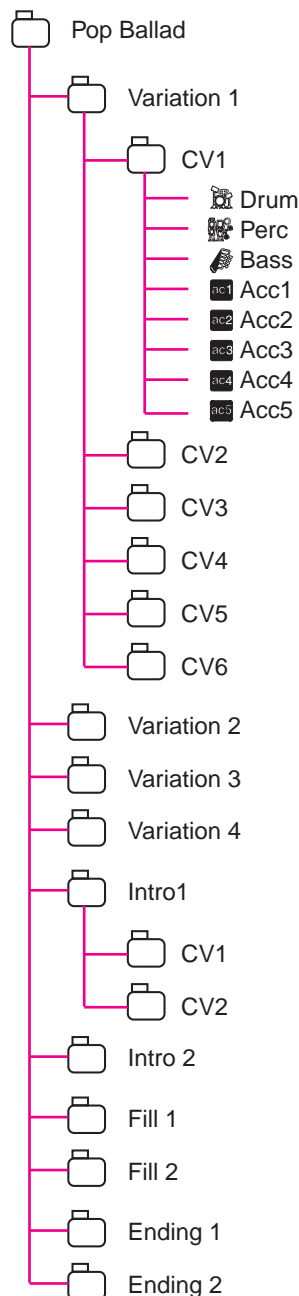 Pop Ballad
Variation 1
CV1
Drum
Perc
Bass
ac1 Acc1
ac2 Acc2
ac3 Acc3
ac4 Acc4
ac5 Acc5
CV2
CV3
CV4
CV5
CV6
Variation 2
Variation 3
Variation 4
Intro1
CV1
CV2
Intro 2
Fill 1
Fill 2
Ending 1
Ending 2